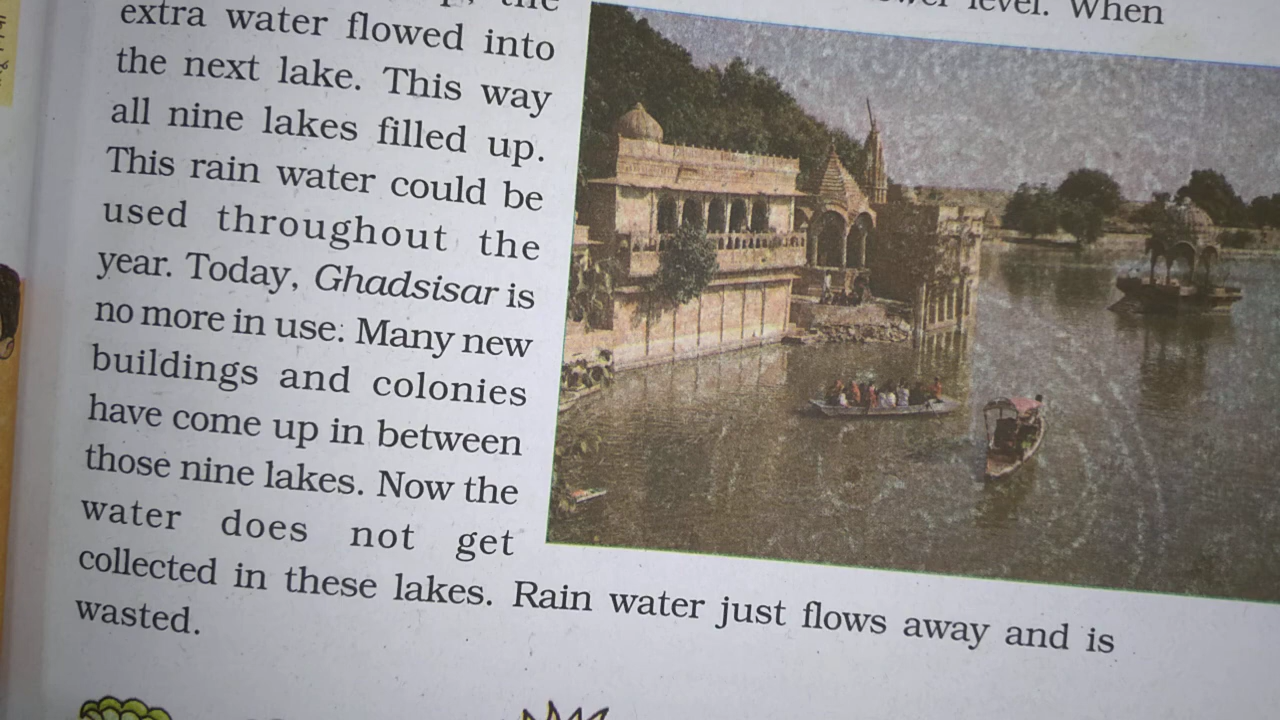 level. When
extra water flowed into
the next lake. This way
all nine lakes filled up.
This rain water could be
used throughout the
year. Today, Ghadsisar is
no more in use. Many new
buildings and colonies
have come up in between
those nine lakes. Now the
water does not get
collected in these lakes. Rain water just flows away and is
wasted.